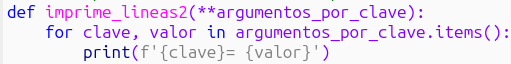 def imprime_lineas2(**argumentos_por_clave):
    for clave, valor in argumentos_por_clave.items():
        print(f'{clave}= {valor}')